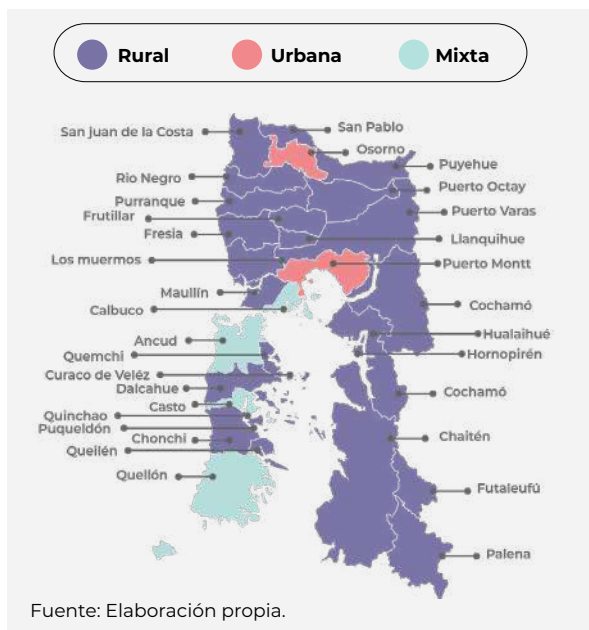 Rural Urbana Mixta
San juan de la Costa
San Pablo
Osorno
Puyehue
Rio Negro
Puerto Octay
Purranque
Puerto Varas
Frutillar
Fresia
Llanquihue
Los muermos
Puerto Montt
Maullín
Cochamó
Calbuco
Hualaihué
Ancud
Hornopirén
Quemchi
Curaco de Veléz
Dalcahue
Cochamó
Casto
Quinchao
Puqueldón
Chonchi
Chaitén
Queilén
Quellón
Futaleufú
Palena
Fuente: Elaboración propia.